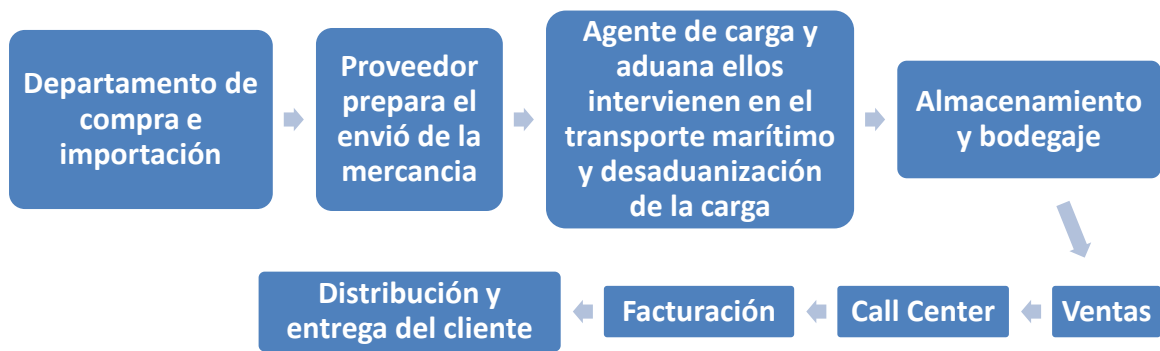 Departamento de
compra e
importación
Proveedor
prepara el
envió de la
mercancia
Agente de carga y
aduana ellos
intervienen en el
transporte marítimo
y desaduanización
de la carga
Almacenamiento
y bodegaje
Ventas
Call Center
Facturación
Distribución y
entrega del cliente